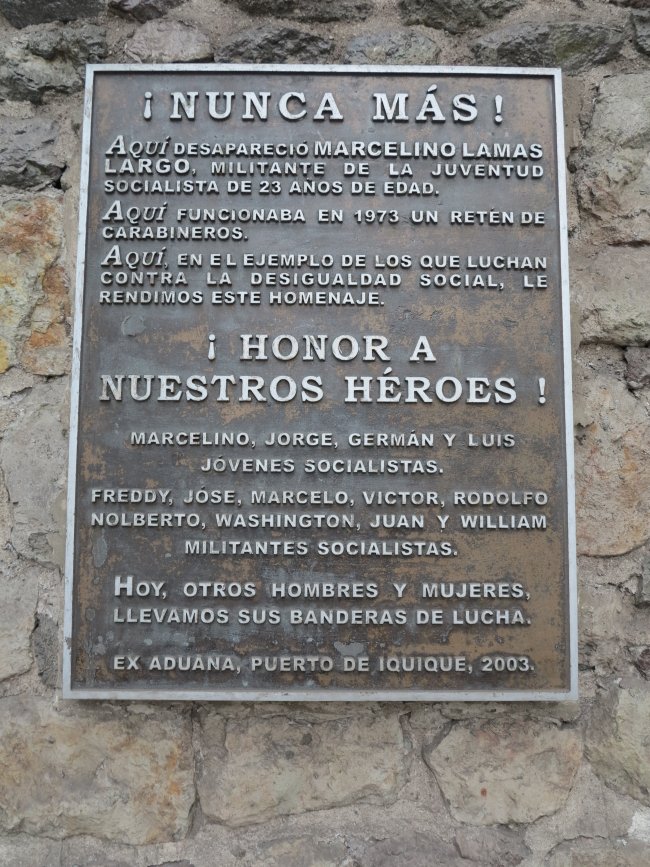 ¡NUNCA MÁS!
AQUÍ DESAPARECIÓ MARCELINO LAMAS
LARGO, MILITANTE DE LA JUVENTUD
SOCIALISTA DE 23 AÑOS DE EDAD.
AQUÍ FUNCIONABA EN 1973 UN RETÉN DE
CARABINEROS.
AQUÍ, EN EL EJEMPLO DE LOS QUE LUCHAN
CONTRA LA DESIGUALDAD SOCIAL, LE
RENDIMOS ESTE HOMENAJE.
¡ HONOR A
NUESTROS HÉROES !
MARCELINO, JORGE, GERMÁN Y LUIS
JÓVENES SOCIALISTAS.
FREDDY, JÓSE, MARCELO, VICTOR, RODOLFO
NOLBERTO, WASHINGTON, JUAN Y WILLIAM
MILITANTES SOCIALISTAS.
HOY, OTROS HOMBRES Y MUJERES,
LLEVAMOS SUS BANDERAS DE LUCHA.
EX ADUANA, PUERTO DE IQUIQUE, 2003.